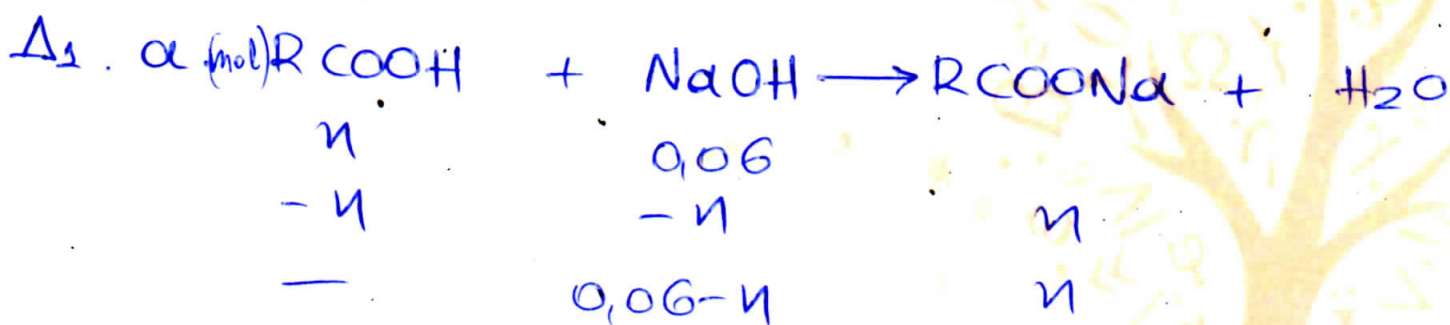 Δ1. α (mol) RCOOH + NaOH → RCOONa + H2O
n 0,06
-n -n n
— 0,06-n n